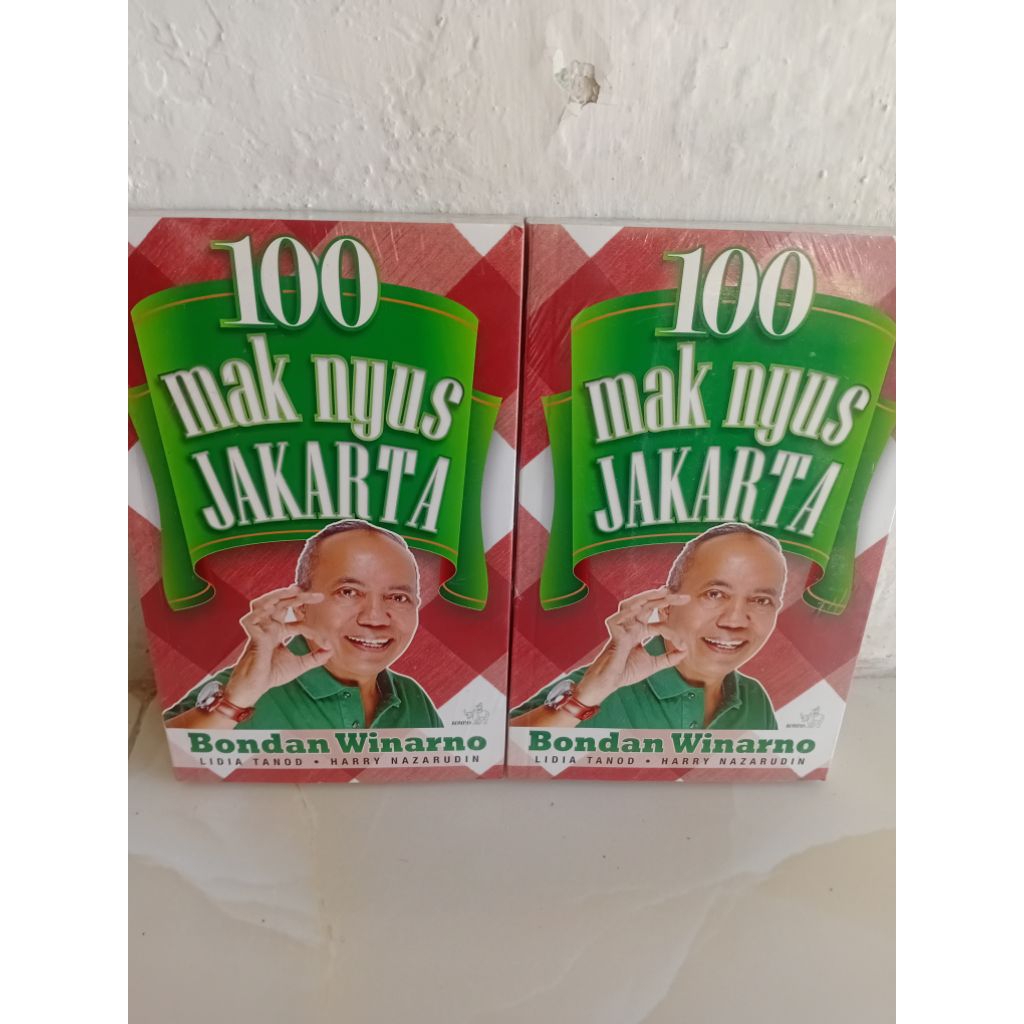 100
mak nyus
JAKARTA
Bondan Winarno
LIDIA TANOD • HARRY NAZARUDIN
100
mak nyus
JAKARTA
Bondan Winarno
LIDIA TANOD • HARRY NAZARUDIN